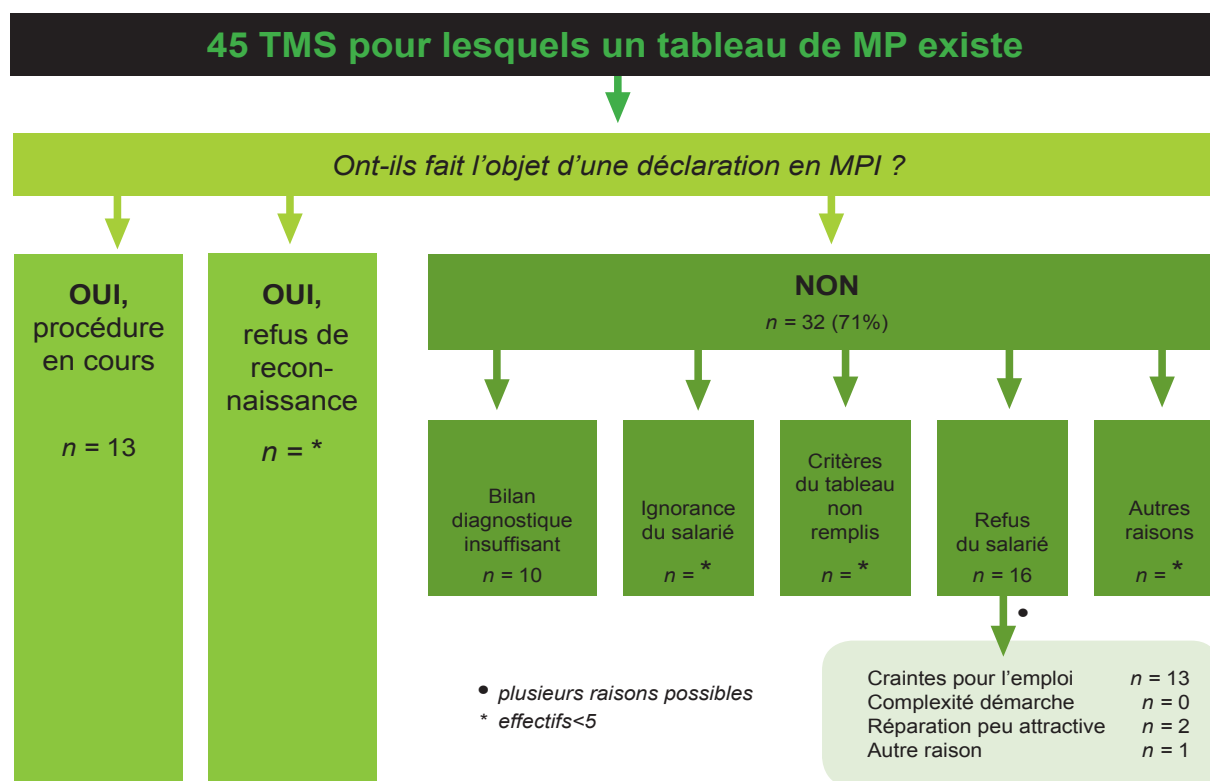 45 TMS pour lesquels un tableau de MP existe
Ont-ils fait l’objet d’une déclaration en MPI ?
OUI,
procédure
en cours
n = 13
OUI,
refus de
recon-
naissance
n = *
NON
n = 32 (71%)
Bilan
diagnostique
insuffisant
n = 10
Ignorance
du salarié
n = *
Critères
du tableau
non
remplis
n = *
Refus
du salarié
n = 16
Autres
raisons
n = *
•
Craintes pour l’emploi n = 13
Complexité démarche n = 0
Réparation peu attractive n = 2
Autre raison n = 1
• plusieurs raisons possibles
* effectifs<5